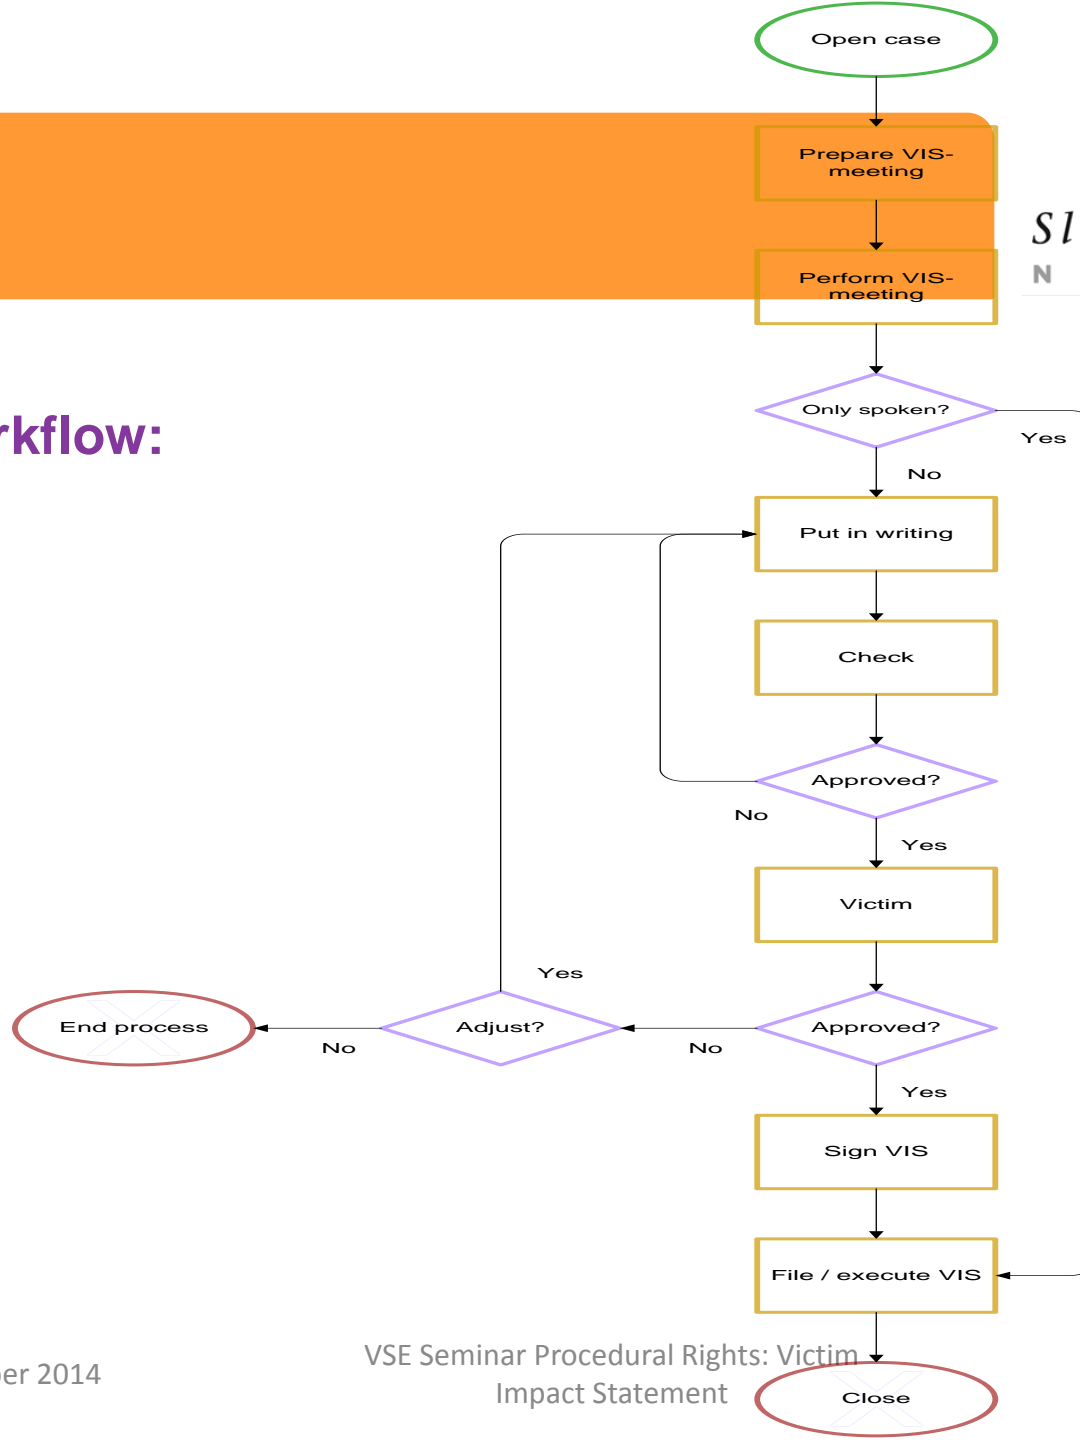 Open case
Prepare VIS-
meeting
Sl
N
Perform VIS-
meeting
Only spoken?
rkflow:
Yes
No
Put in writing
Check
Approved?
No
Yes
Victim
Yes
End process
Adjust?
Approved?
No
No
Yes
Sign VIS
File / execute VIS
VSE Seminar Procedural Rights: Victim
Impact Statement
er 2014
Close